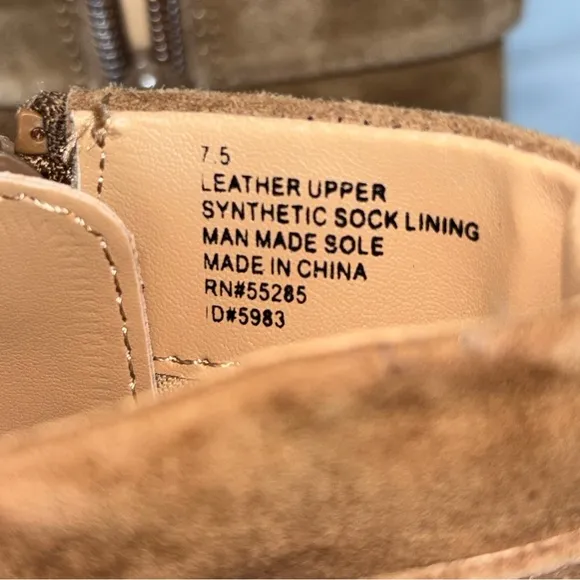 7.5
LEATHER UPPER
SYNTHETIC SOCK LINING
MAN MADE SOLE
MADE IN CHINA
RN#55285
ID#5983